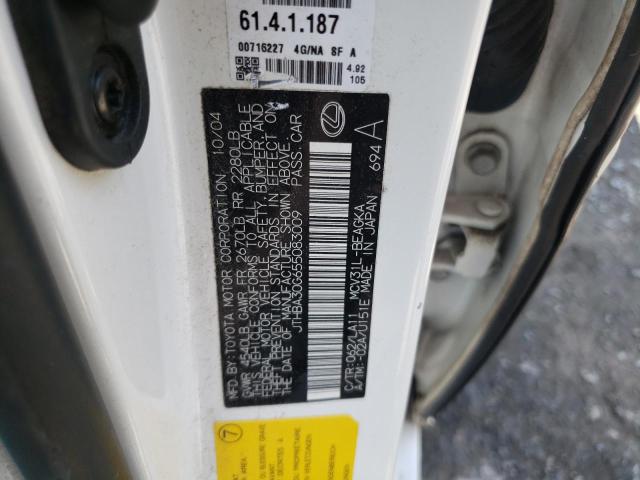 61.4.1.187
00716227 4G/NA SF A
4.92
105
MFD. BY: TOYOTA MOTOR CORPORATION 10/04
GVWR 4540LB GAWR FR 2670LB RR 2280LB
THIS VEHICLE CONFORMS TO ALL APPLICABLE
FEDERAL MOTOR VEHICLE SAFETY, BUMPER, AND
THEFT PREVENTION STANDARDS IN EFFECT ON
THE DATE OF MANUFACTURE SHOWN ABOVE.
JTHBA30G655083009 PASS. CAR
C/TR: 062/LA11 MCV31L-BEAGKA
A/TM: -02A/U151E MADE IN JAPAN
694 A
7